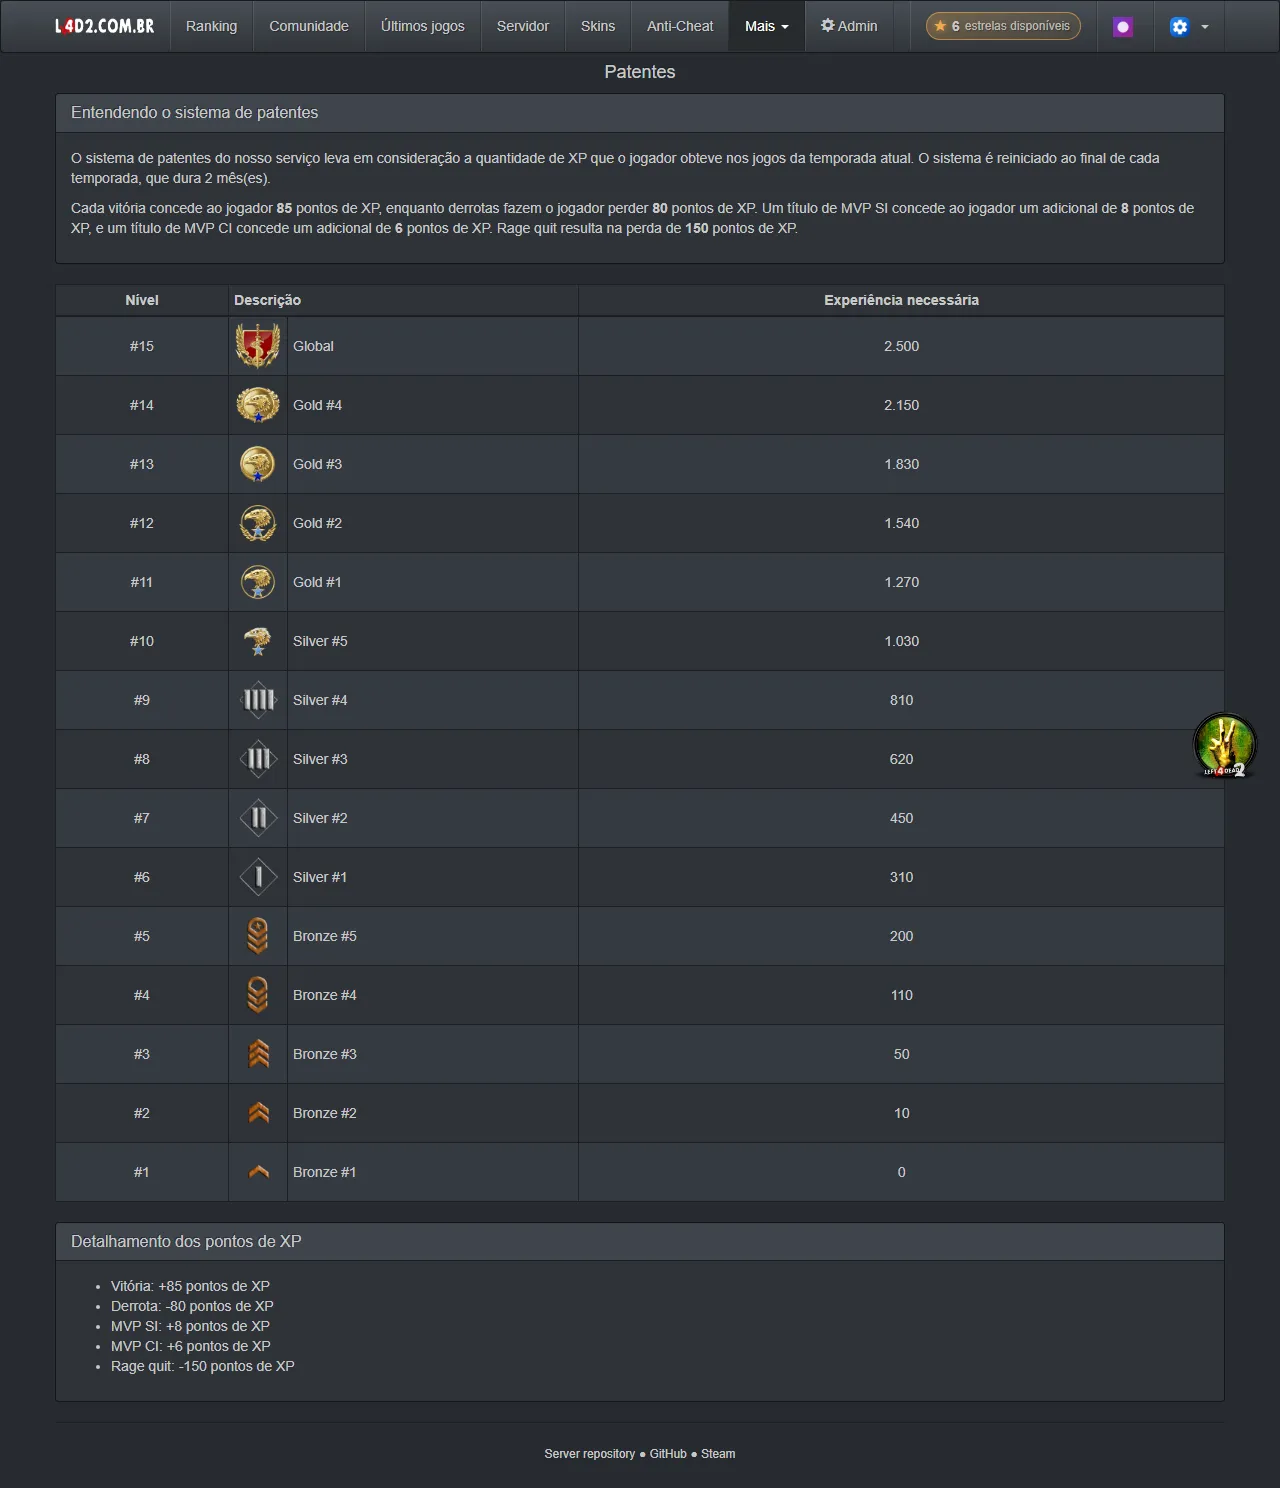 L4D2.COM.BR Ranking Comunidade Últimos jogos Servidor Skins Anti-Cheat Mais Admin 6 estrelas disponíveis
Patentes
Entendendo o sistema de patentes
O sistema de patentes do nosso serviço leva em consideração a quantidade de XP que o jogador obteve nos jogos da temporada atual. O sistema é reiniciado ao final de cada
temporada, que dura 2 mês(es).
Cada vitória concede ao jogador 85 pontos de XP, enquanto derrotas fazem o jogador perder 80 pontos de XP. Um título de MVP SI concede ao jogador um adicional de 8 pontos de
XP, e um título de MVP CI concede um adicional de 6 pontos de XP. Rage quit resulta na perda de 150 pontos de XP.
Nível Descrição Experiência necessária
#15 Global 2.500
#14 Gold #4 2.150
#13 Gold #3 1.830
#12 Gold #2 1.540
#11 Gold #1 1.270
#10 Silver #5 1.030
#9 Silver #4 810
#8 Silver #3 620
LEFT 4 DEAD 2
#7 Silver #2 450
#6 Silver #1 310
#5 Bronze #5 200
#4 Bronze #4 110
#3 Bronze #3 50
#2 Bronze #2 10
#1 Bronze #1 0
Detalhamento dos pontos de XP
• Vitória: +85 pontos de XP
• Derrota: -80 pontos de XP
• MVP SI: +8 pontos de XP
• MVP CI: +6 pontos de XP
• Rage quit: -150 pontos de XP
Server repository ● GitHub ● Steam